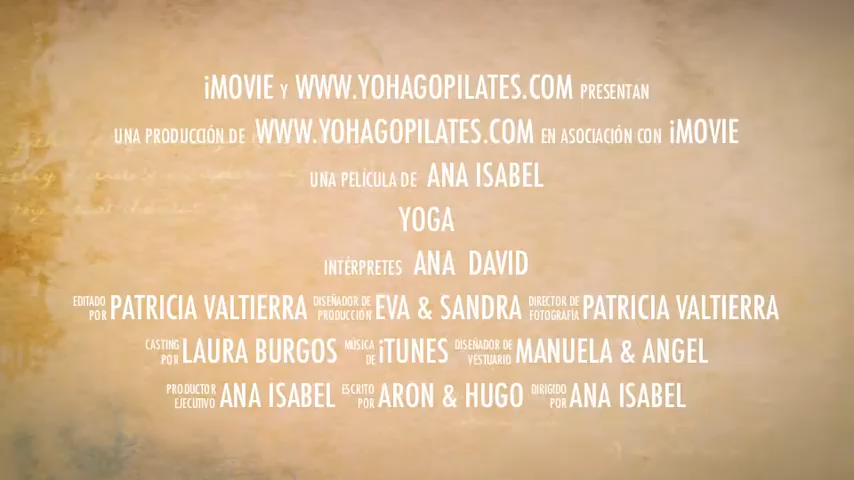 iMOVIE Y WWW.YOHAGOPILATES.COM PRESENTAN
UNA PRODUCCIÓN DE WWW.YOHAGOPILATES.COM EN ASOCIACIÓN CON iMOVIE
UNA PELÍCULA DE ANA ISABEL
YOGA
INTÉRPRETES ANA DAVID
EDITADO POR PATRICIA VALTIERRA DISEÑADOR DE PRODUCCIÓN EVA & SANDRA DIRECTOR DE FOTOGRAFÍA PATRICIA VALTIERRA
CASTING POR LAURA BURGOS MÚSICA DE iTUNES DISEÑADOR DE VESTUARIO MANUELA & ANGEL
PRODUCTOR EJECUTIVO ANA ISABEL ESCRITO POR ARON & HUGO DIRIGIDO POR ANA ISABEL